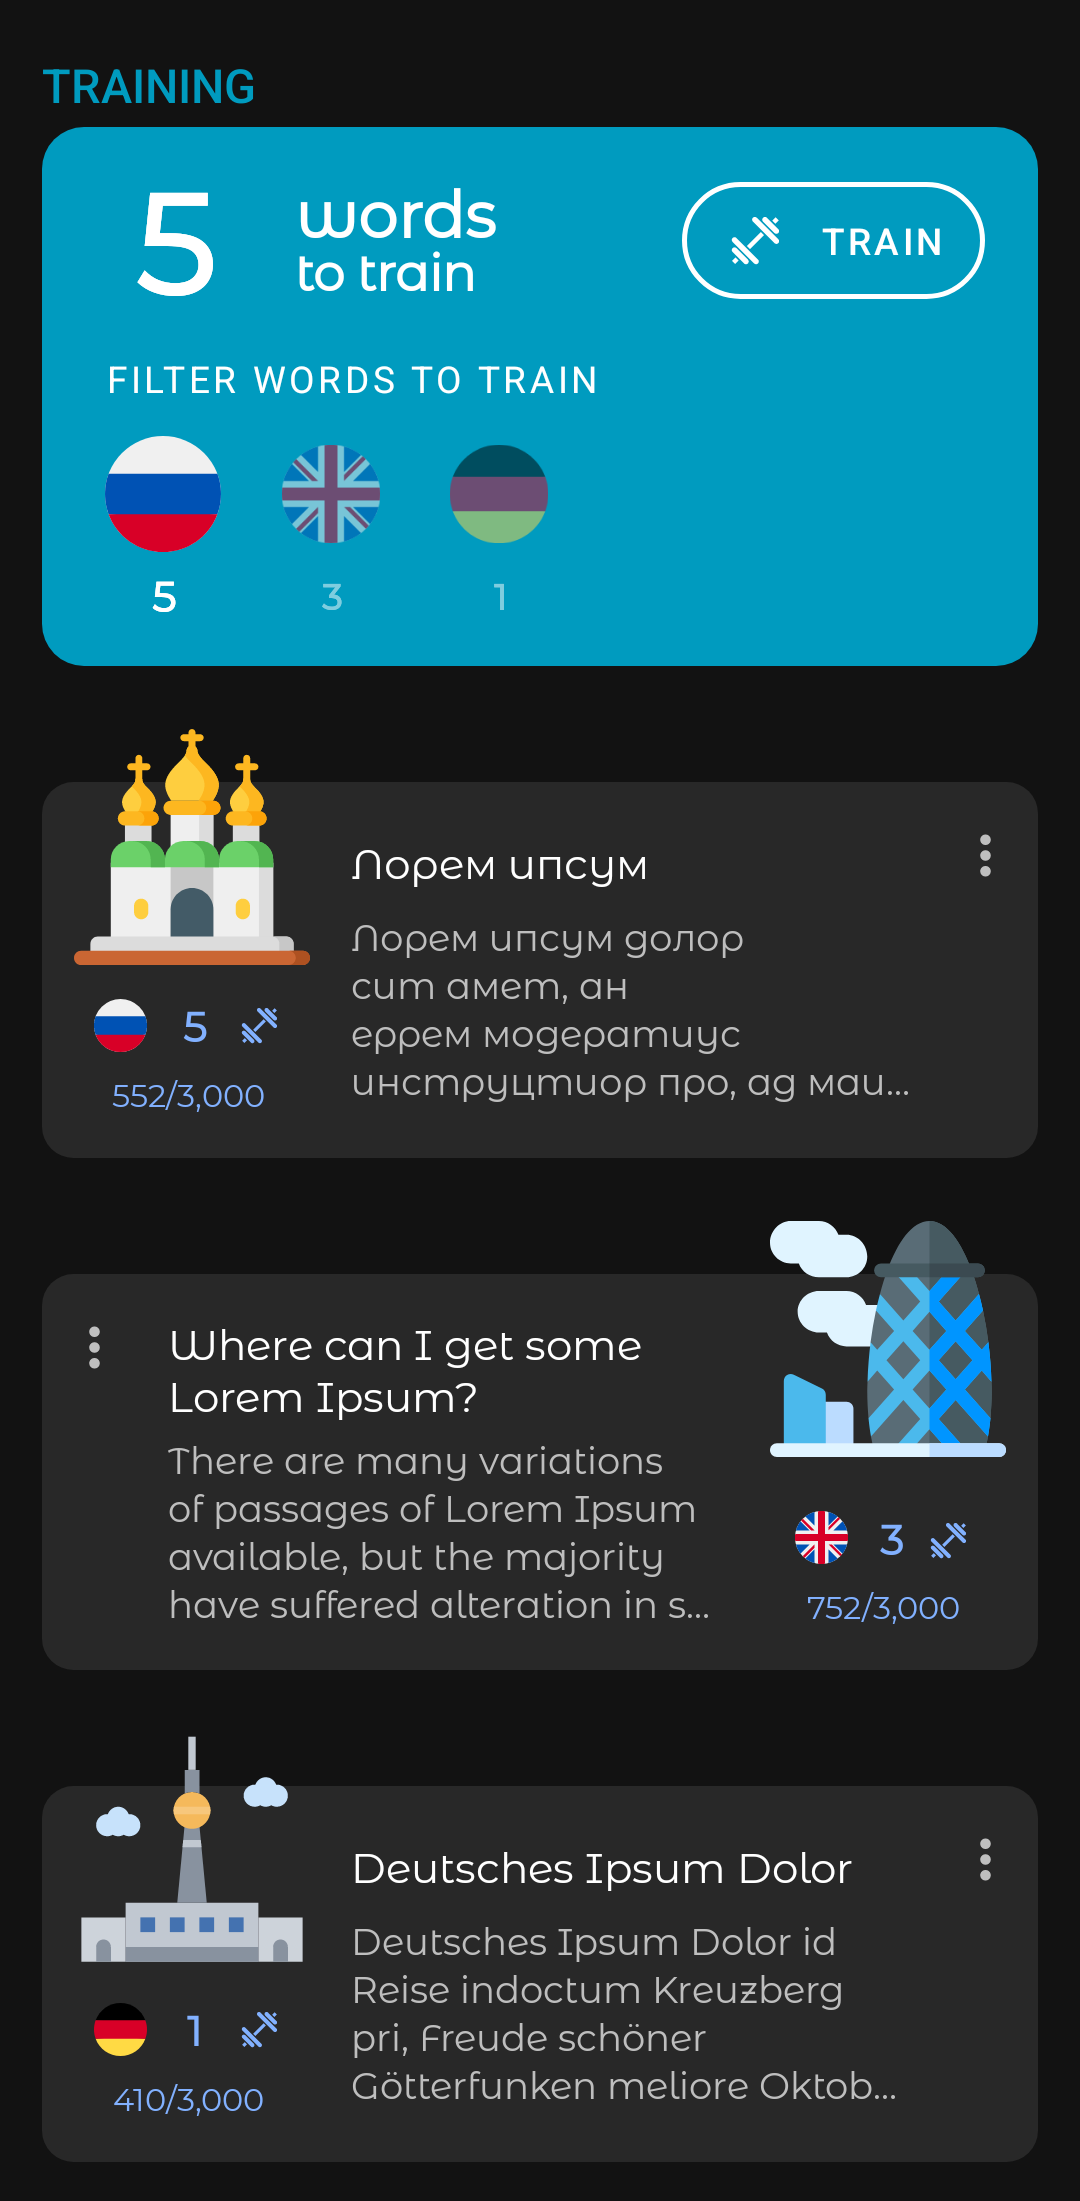 TRAINING
5
words
to train
TRAIN
FILTER WORDS TO TRAIN
5
3
1
Лорем ипсум
Лорем ипсум долор
сит амет, ан
еррем модератиус
инструцтиор про, ад маи...
5
552/3,000
Where can I get some
Lorem Ipsum?
There are many variations
of passages of Lorem Ipsum
available, but the majority
have suffered alteration in s...
3
752/3,000
Deutsches Ipsum Dolor
Deutsches Ipsum Dolor id
Reise indoctum Kreuzberg
pri, Freude schöner
Götterfunken meliore Oktob...
1
410/3,000